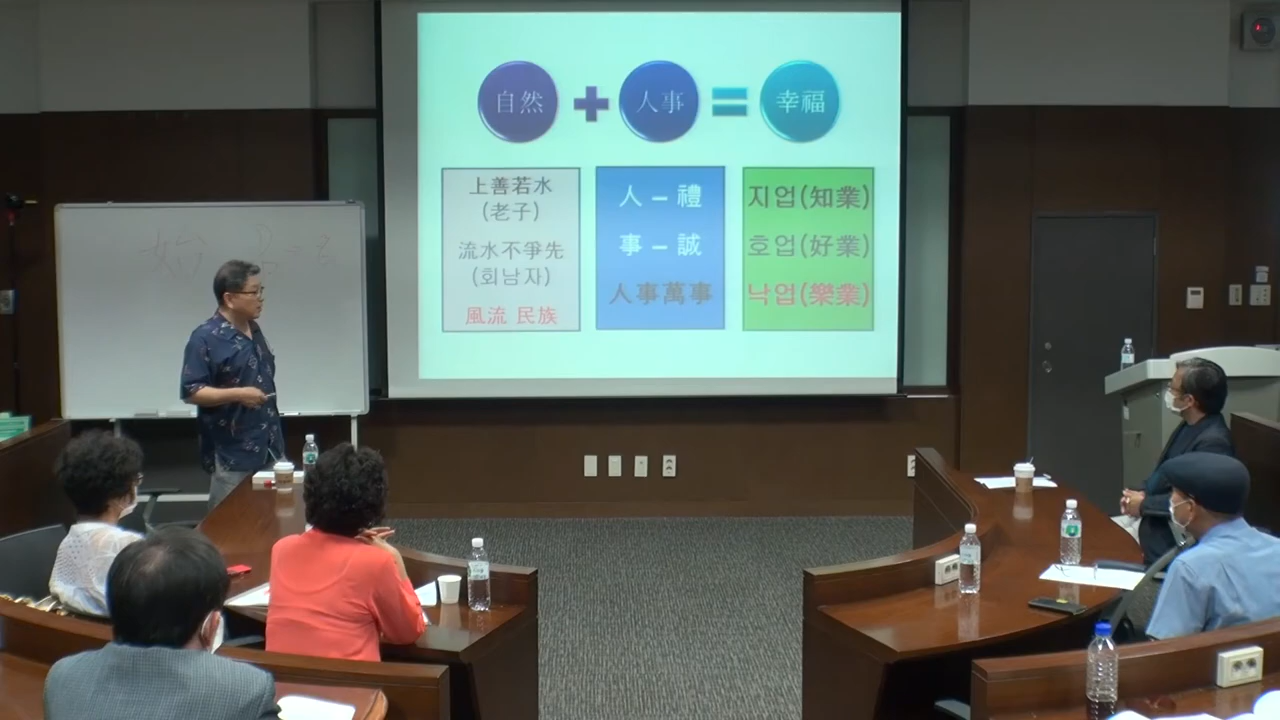 自然 + 人事 = 幸福
上善若水
(老子)
流水不爭先
(회남자)
風流 民族
人 – 禮
事 – 誠
人事萬事
지업(知業)
호업(好業)
낙업(樂業)